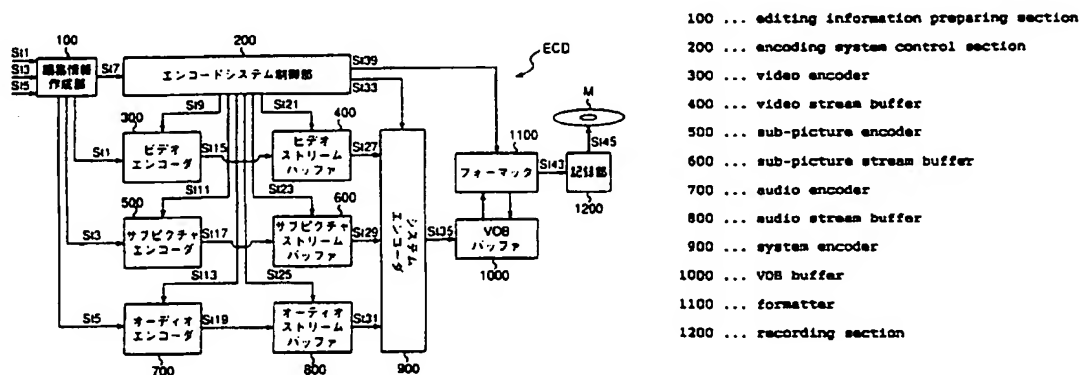 100
200
St1
St3
St5
編集情報
作成部
St7
エンコードシステム制御部
St39
St33
ECD
St9
St21
300
400
M
St1
ビデオ
エンコーダ
St15
ビデオ
ストリーム
バッファ
St27
1100
St45
フォーマッタ
St43
記録部
St11
St23
1200
500
600
St3
サブピクチャ
エンコーダ
St17
サブピクチャ
ストリーム
バッファ
St29
システム
エンコーダ
St35
VOB
バッファ
1000
St13
St25
St5
オーディオ
エンコーダ
St19
オーディオ
ストリーム
バッファ
St31
700
800
900
100 ... editing information preparing section
200 ... encoding system control section
300 ... video encoder
400 ... video stream buffer
500 ... sub-picture encoder
600 ... sub-picture stream buffer
700 ... audio encoder
800 ... audio stream buffer
900 ... system encoder
1000 ... VOB buffer
1100 ... formatter
1200 ... recording section